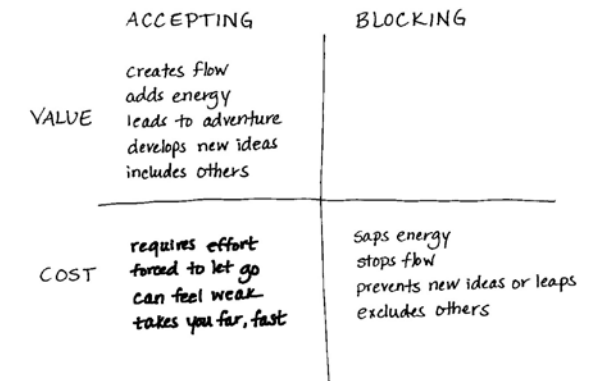 ACCEPTING
BLOCKING
VALUE
creates flow
adds energy
leads to adventure
develops new ideas
includes others
COST
requires effort
forced to let go
can feel weak
takes you far, fast
saps energy
stops flow
prevents new ideas or leaps
excludes others